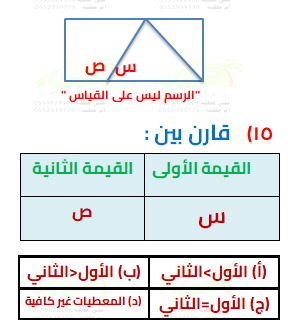 ص س
"الرسم ليس على القياس "
١٥) قارن بين :
القيمة الأولى القيمة الثانية
س ص
(أ) الأول>الثاني (ب) الأول<الثاني
(ج) الأول=الثاني (د) المعطيات غير كافية